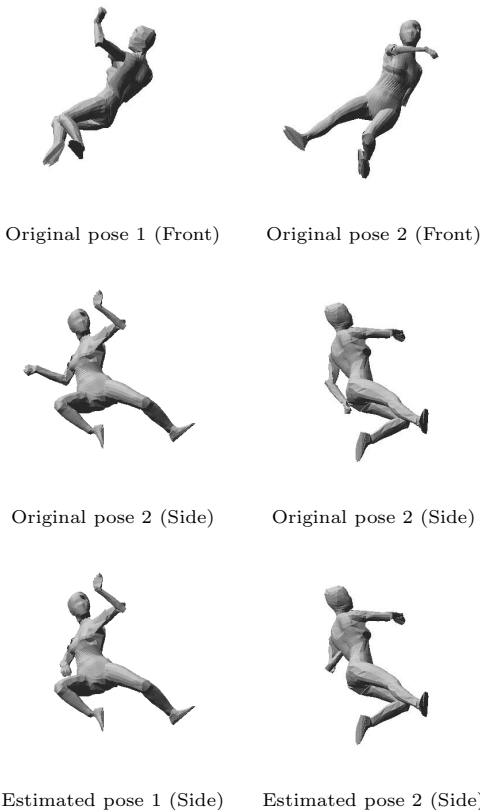 Original pose 1 (Front)
Original pose 2 (Front)
Original pose 2 (Side)
Original pose 2 (Side)
Estimated pose 1 (Side)
Estimated pose 2 (Side)